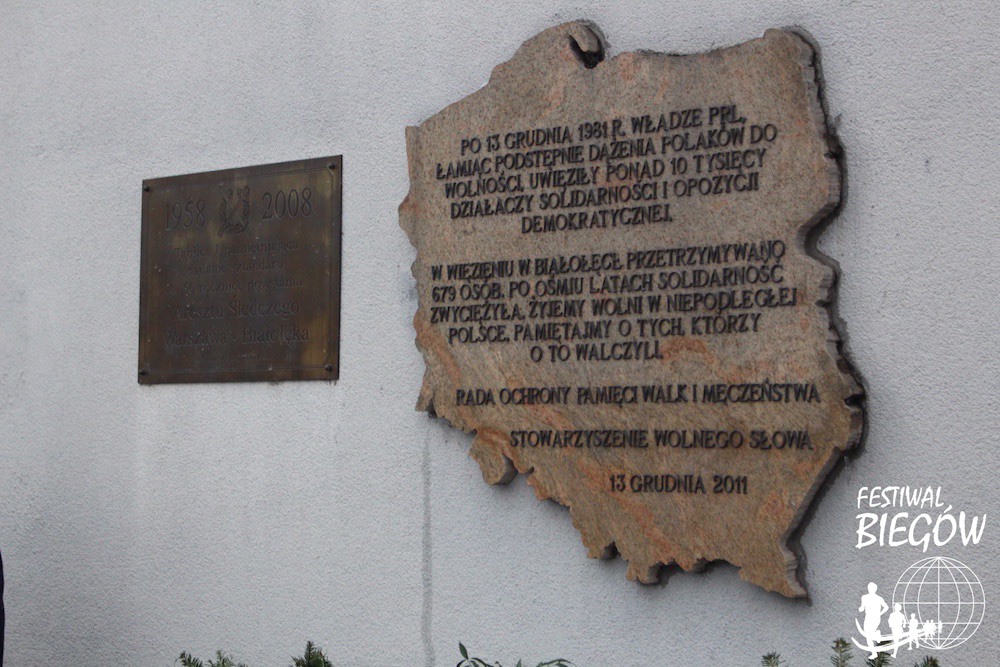 1958 2008
Aresztu Śledczego
Warszawa - Białołęka
PO 13 GRUDNIA 1981 R. WŁADZE PRL,
ŁAMIĄC PODSTĘPNIE DĄŻENIA POLAKÓW DO
WOLNOŚCI, UWIĘZIŁY PONAD 10 TYSIĘCY
DZIAŁACZY SOLIDARNOŚCI I OPOZYCJI
DEMOKRATYCZNEJ.
W WIĘZIENIU W BIAŁOŁĘCE PRZETRZYMYWANO
679 OSÓB. PO OŚMIU LATACH SOLIDARNOŚĆ
ZWYCIĘŻYŁA. ŻYJEMY WOLNI W NIEPODLEGŁEJ
POLSCE. PAMIĘTAJMY O TYCH, KTÓRZY
O TO WALCZYLI.
RADA OCHRONY PAMIĘCI WALK I MĘCZEŃSTWA
STOWARZYSZENIE WOLNEGO SŁOWA
13 GRUDNIA 2011
FESTIWAL
BIEGÓW